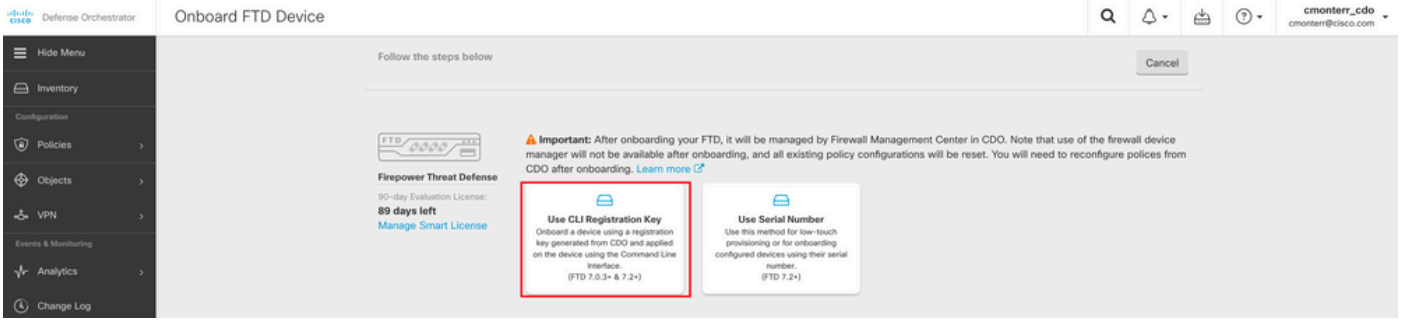 cisco Defense Orchestrator
Onboard FTD Device
cmonterr_cdo
cmonterr@cisco.com
Hide Menu
Inventory
Configuration
Policies
Objects
VPN
Events & Monitoring
Analytics
Change Log
Follow the steps below
Cancel
FTD
Firepower Threat Defense
90-day Evaluation License:
89 days left
Manage Smart License
Important: After onboarding your FTD, it will be managed by Firewall Management Center in CDO. Note that use of the firewall device
manager will not be available after onboarding, and all existing policy configurations will be reset. You will need to reconfigure polices from
CDO after onboarding. Learn more
Use CLI Registration Key
Onboard a device using a registration
key generated from CDO and applied
on the device using the Command Line
Interface.
(FTD 7.0.3+ & 7.2+)
Use Serial Number
Use this method for low-touch
provisioning or for onboarding
configured devices using their serial
number.
(FTD 7.2+)